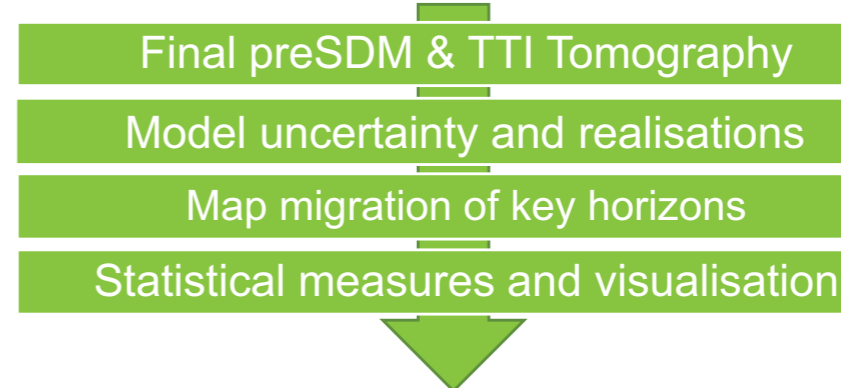 Final preSDM & TTI Tomography
Model uncertainty and realisations
Map migration of key horizons
Statistical measures and visualisation